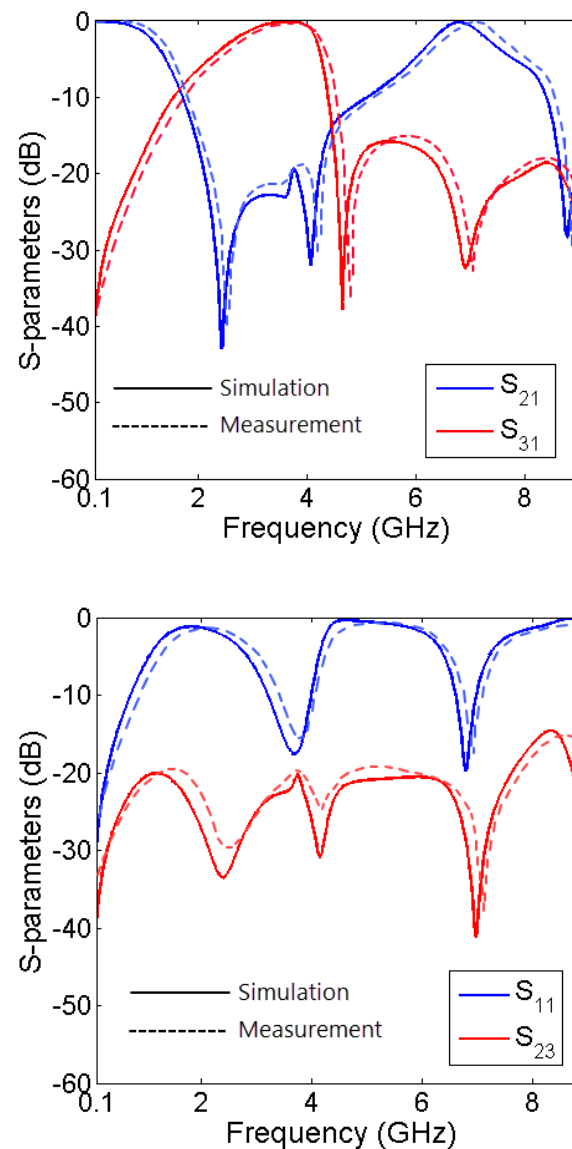 0
-10
-20
-30
-40
-50
-60
S-parameters (dB)
Simulation
Measurement
S21
S31
0.1 2 4 6 8
Frequency (GHz)
0
-10
-20
-30
-40
-50
-60
S-parameters (dB)
Simulation
Measurement
S11
S23
0.1 2 4 6 8
Frequency (GHz)